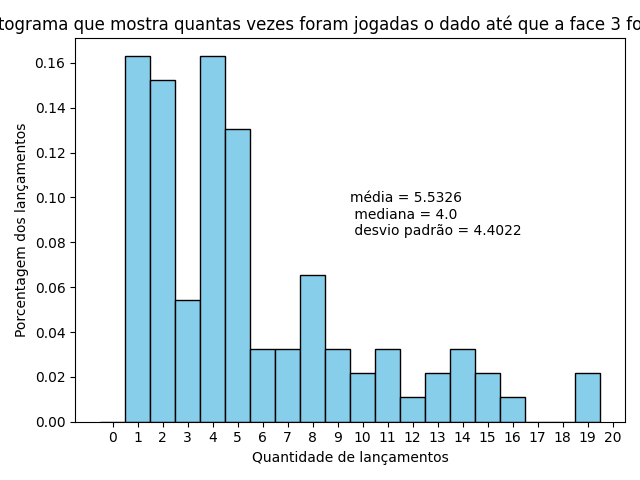 tograma que mostra quantas vezes foram jogadas o dado até que a face 3 fo
0.16
0.14
0.12
0.10
0.08
0.06
0.04
0.02
0.00
Porcentagem dos lançamentos
média = 5.5326
mediana = 4.0
desvio padrão = 4.4022
0 1 2 3 4 5 6 7 8 9 10 11 12 13 14 15 16 17 18 19 20
Quantidade de lançamentos